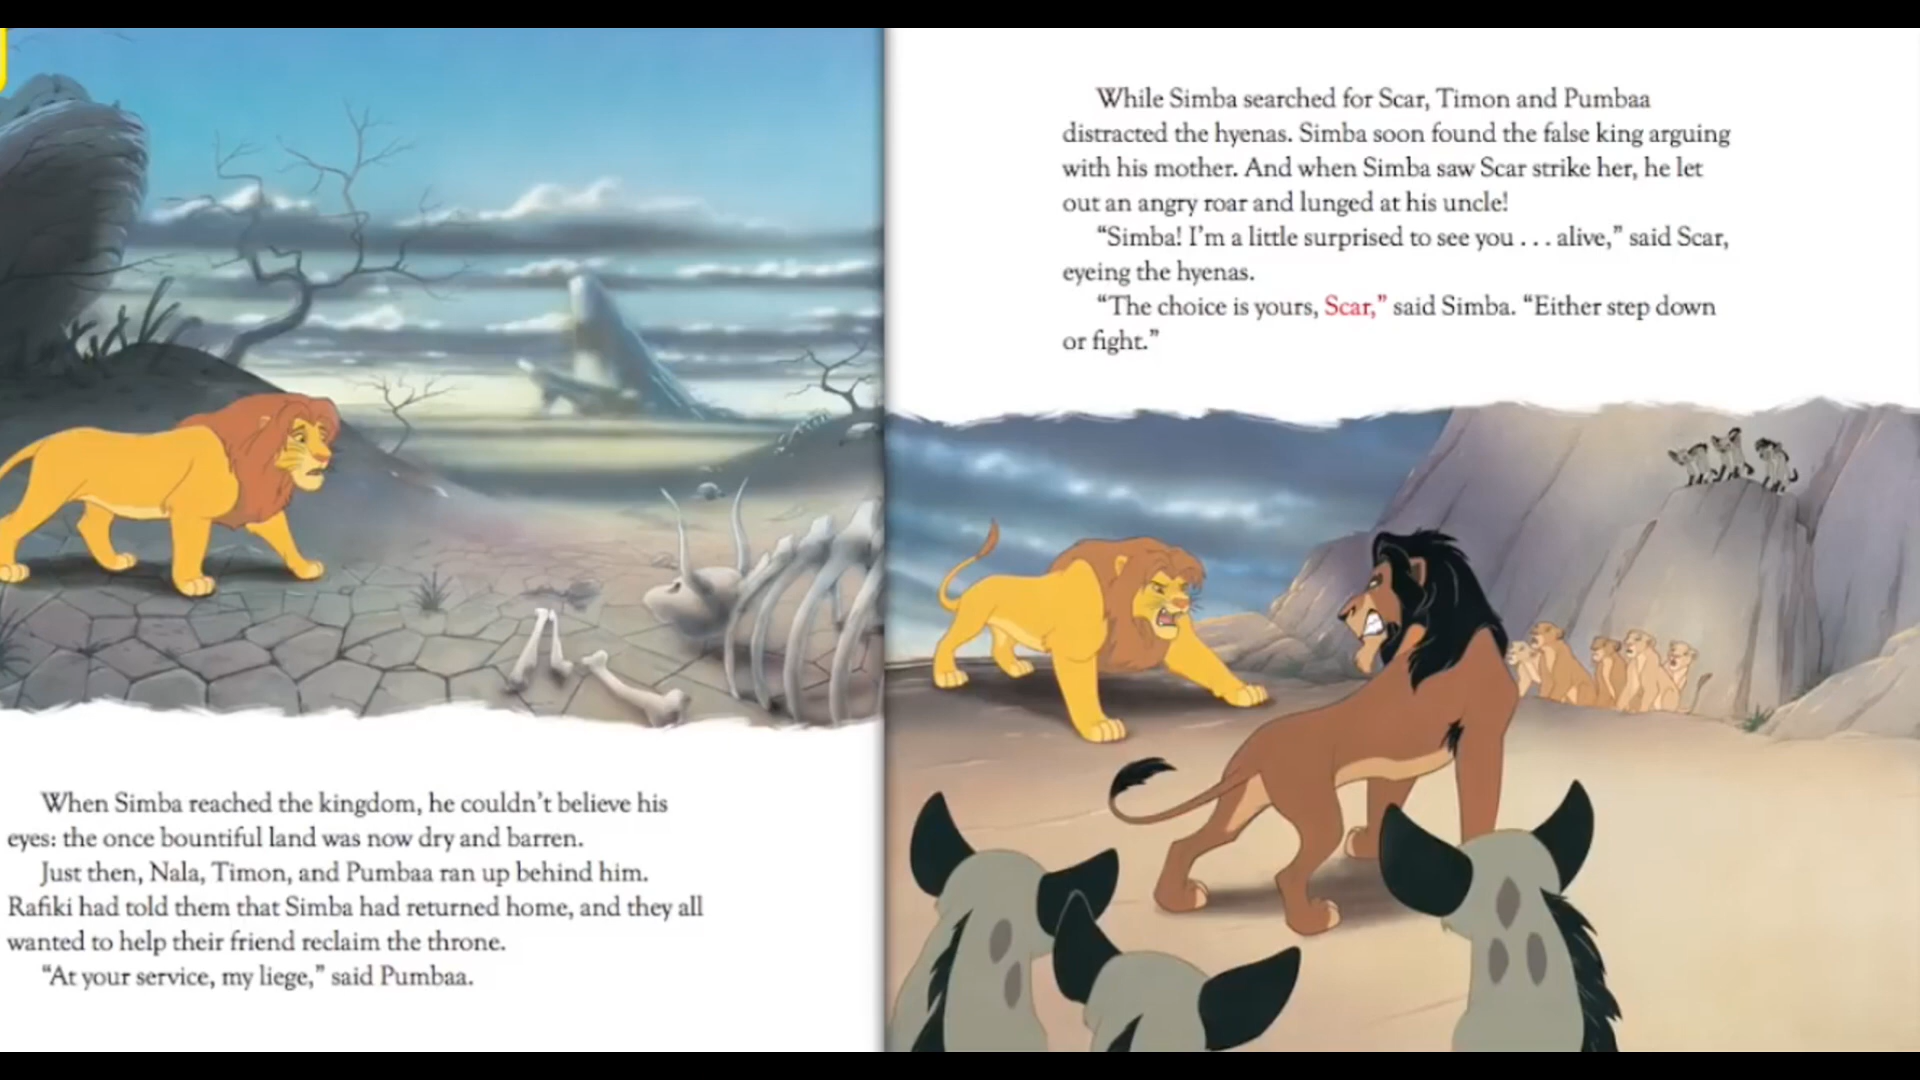 When Simba reached the kingdom, he couldn't believe his
eyes: the once bountiful land was now dry and barren.
Just then, Nala, Timon, and Pumbaa ran up behind him.
Rafiki had told them that Simba had returned home, and they all
wanted to help their friend reclaim the throne.
“At your service, my liege,” said Pumbaa.
While Simba searched for Scar, Timon and Pumbaa
distracted the hyenas. Simba soon found the false king arguing
with his mother. And when Simba saw Scar strike her, he let
out an angry roar and lunged at his uncle!
“Simba! I'm a little surprised to see you . . . alive,” said Scar,
eyeing the hyenas.
“The choice is yours, Scar,” said Simba. “Either step down
or fight.”